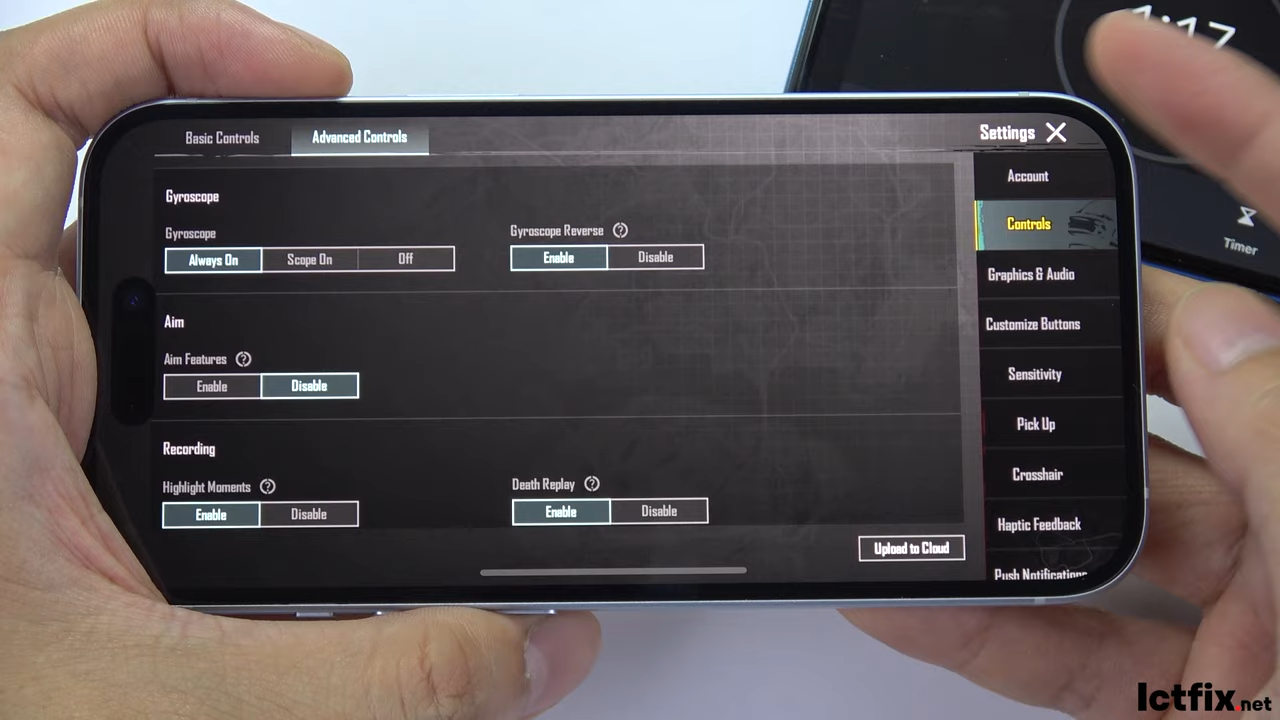 1:17
Basic Controls
Advanced Controls
Settings
Account
Gyroscope
Gyroscope
Gyroscope Reverse
Controls
Always On
Scope On
Off
Enable
Disable
Graphics & Audio
Timer
Aim
Customize Buttons
Aim Features
Enable
Disable
Sensitivity
Pick Up
Recording
Crosshair
Highlight Moments
Death Replay
Enable
Disable
Enable
Disable
Haptic Feedback
Upload to Cloud
Push Notifications
Ictfix.net